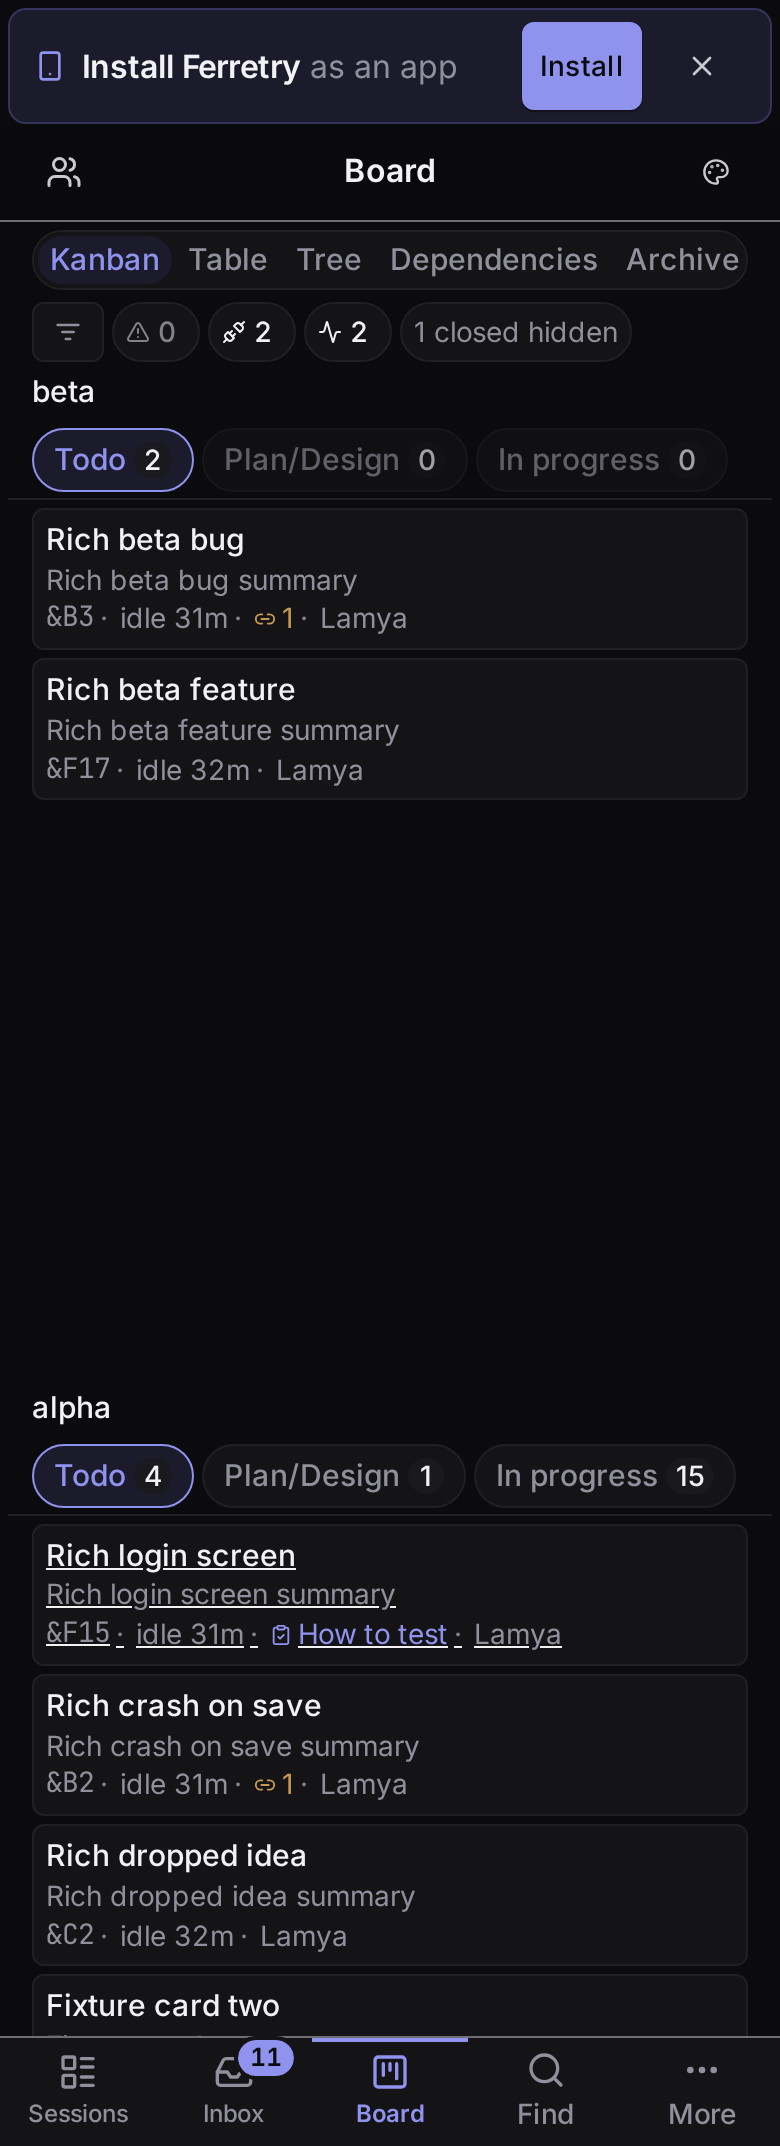 Install Ferretry as an app
Install
Board
Kanban Table Tree Dependencies Archive
0 2 2 1 closed hidden
beta
Todo 2 Plan/Design 0 In progress 0
Rich beta bug
Rich beta bug summary
&B3 · idle 31m · 1 · Lamya
Rich beta feature
Rich beta feature summary
&F17 · idle 32m · Lamya
alpha
Todo 4 Plan/Design 1 In progress 15
Rich login screen
Rich login screen summary
&F15 · idle 31m · How to test · Lamya
Rich crash on save
Rich crash on save summary
&B2 · idle 31m · 1 · Lamya
Rich dropped idea
Rich dropped idea summary
&C2 · idle 32m · Lamya
Fixture card two
11
Sessions Inbox Board Find More